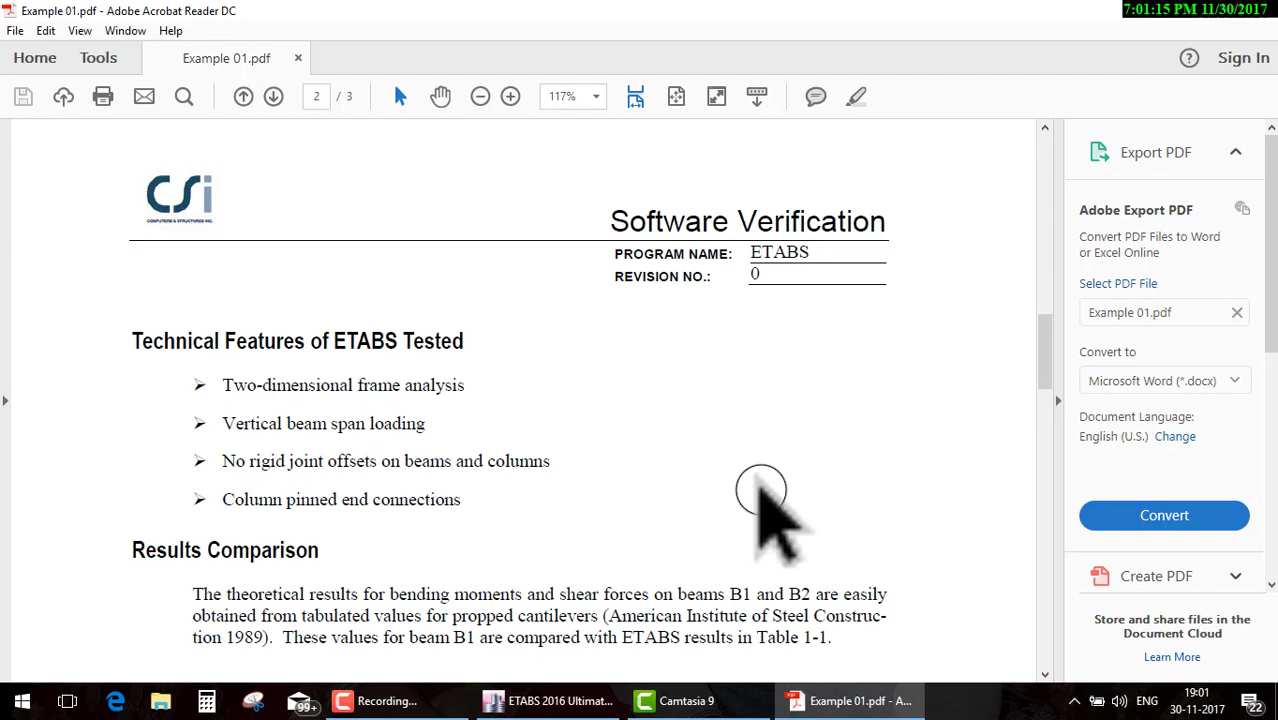 Example 01.pdf - Adobe Acrobat Reader DC
7:01:15 PM 11/30/2017
File Edit View Window Help
Home Tools Example 01.pdf × ? Sign In
2 / 3 117%
CSi
COMPUTERS & STRUCTURES INC.
Software Verification
PROGRAM NAME: ETABS
REVISION NO.: 0
Technical Features of ETABS Tested
➢ Two-dimensional frame analysis
➢ Vertical beam span loading
➢ No rigid joint offsets on beams and columns
➢ Column pinned end connections
Results Comparison
The theoretical results for bending moments and shear forces on beams B1 and B2 are easily
obtained from tabulated values for propped cantilevers (American Institute of Steel Construc-
tion 1989). These values for beam B1 are compared with ETABS results in Table 1-1.
Export PDF
Adobe Export PDF
Convert PDF Files to Word
or Excel Online
Select PDF File
Example 01.pdf
Convert to
Microsoft Word (*.docx)
Document Language:
English (U.S.) Change
Convert
Create PDF
Store and share files in the
Document Cloud
Learn More
99+
Recording...
ETABS 2016 Ultimat...
Camtasia 9
Example 01.pdf - A...
ENG
19:01
30-11-2017
22